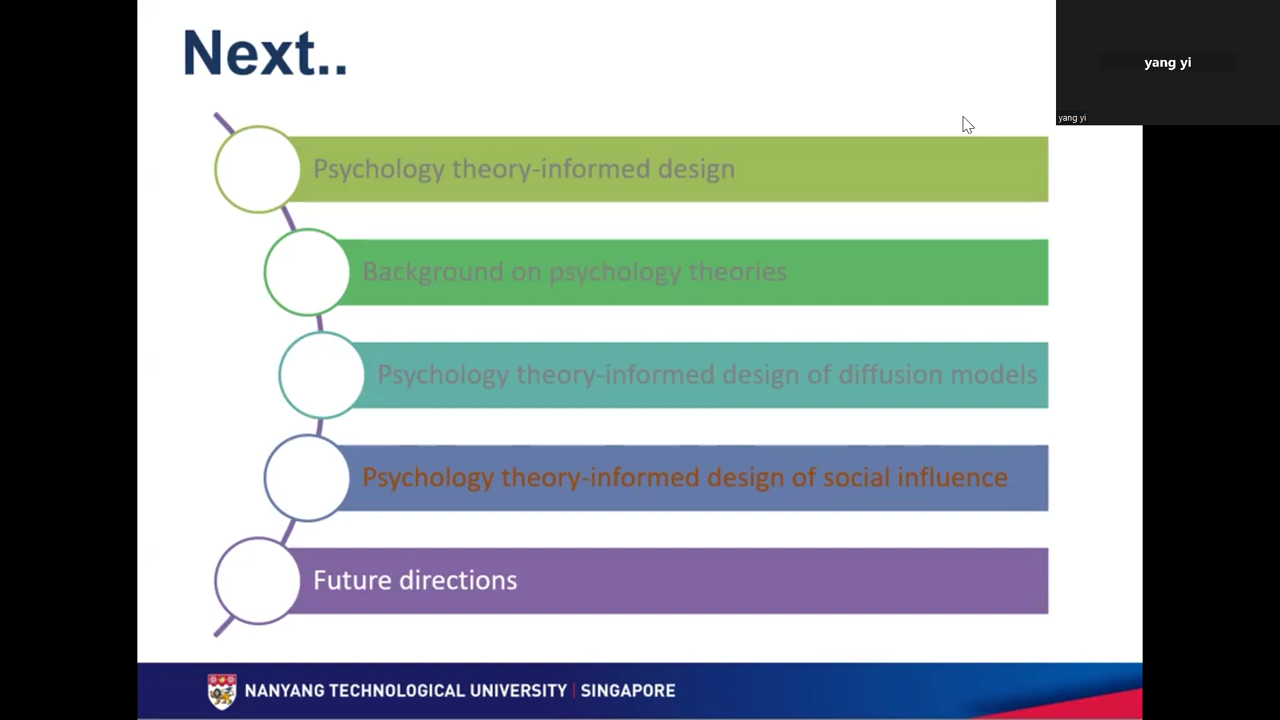 Next..
yang yi
yang yi
Psychology theory-informed design
Background on psychology theories
Psychology theory-informed design of diffusion models
Psychology theory-informed design of social influence
Future directions
NANYANG TECHNOLOGICAL UNIVERSITY | SINGAPORE